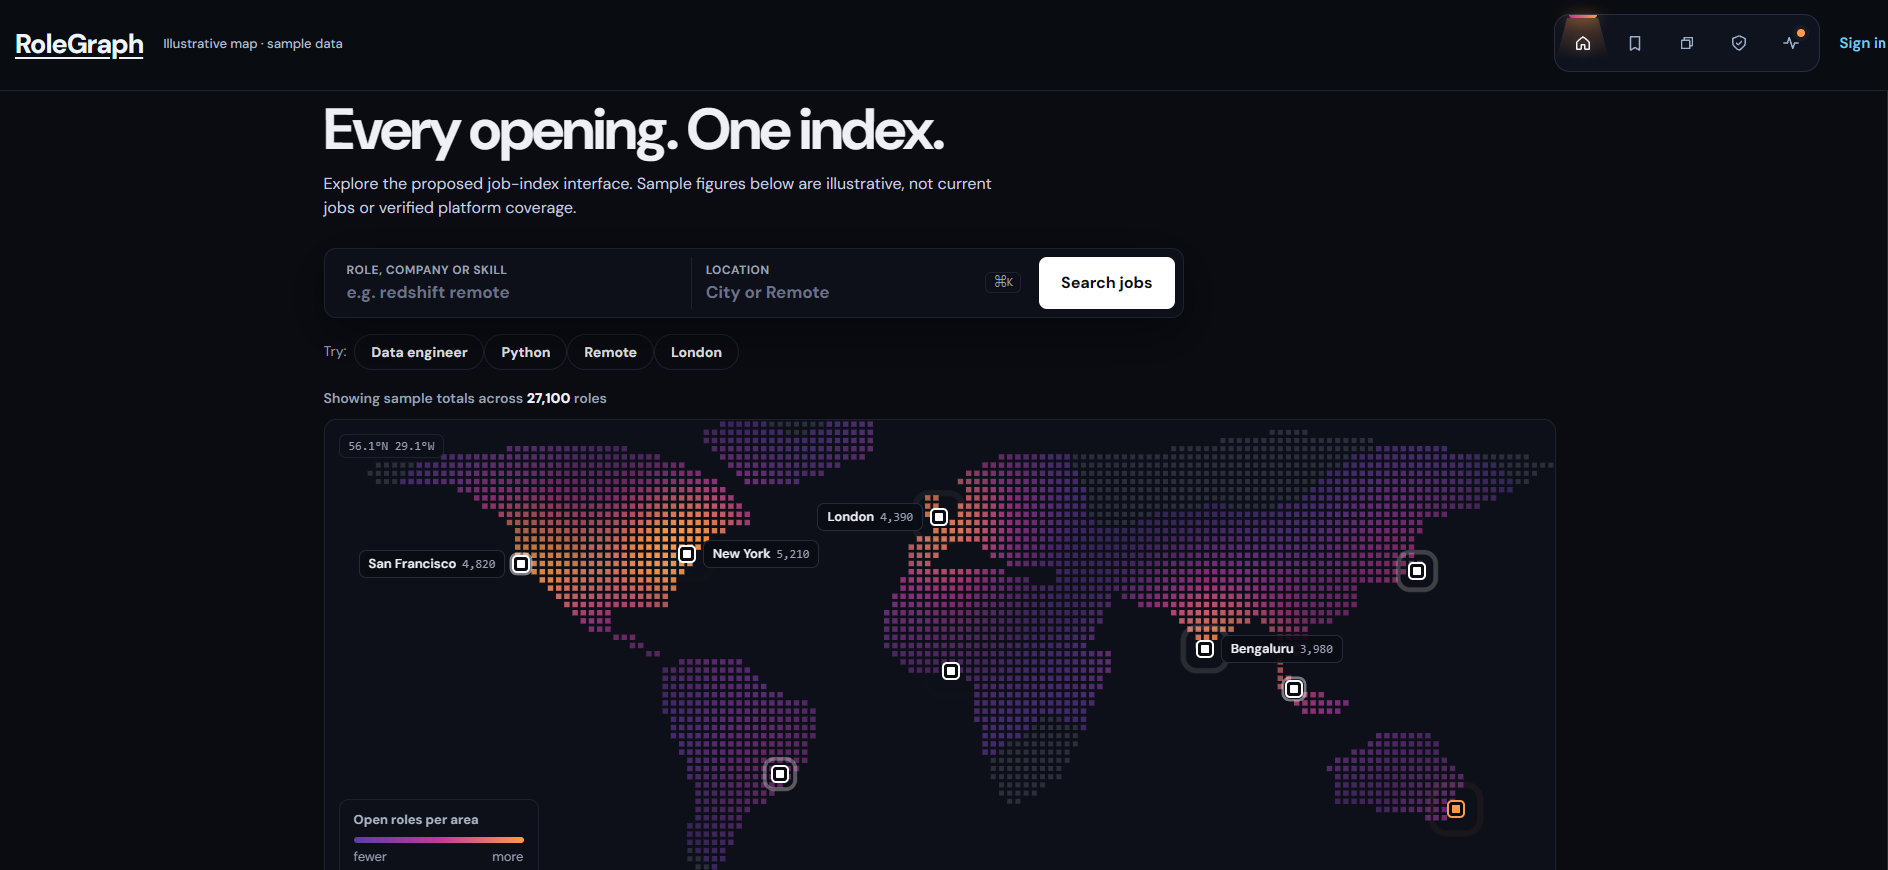 RoleGraph
Illustrative map · sample data
Sign in
Every opening. One index.
Explore the proposed job-index interface. Sample figures below are illustrative, not current
jobs or verified platform coverage.
ROLE, COMPANY OR SKILL
e.g. redshift remote
LOCATION
City or Remote
⌘K
Search jobs
Try:
Data engineer
Python
Remote
London
Showing sample totals across 27,100 roles
56.1°N 29.1°W
London 4,390
New York 5,210
San Francisco 4,820
Bengaluru 3,980
Open roles per area
fewer
more